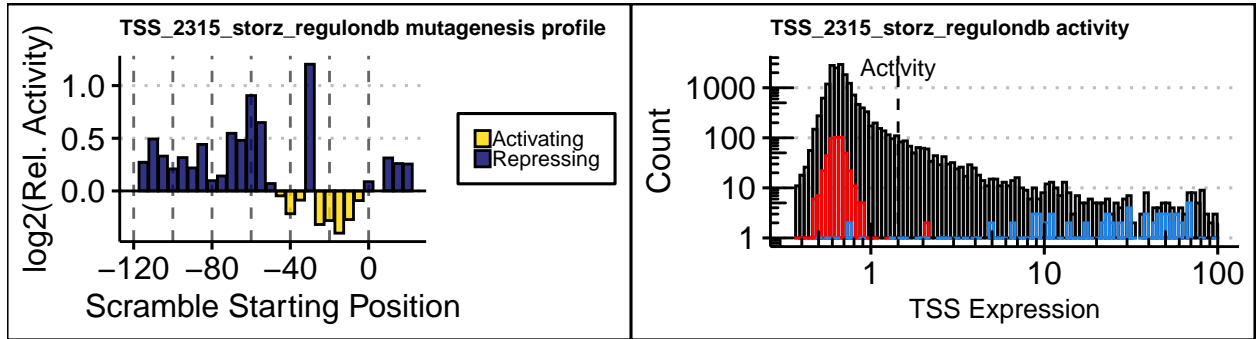 TSS_2315_storz_regulondb mutagenesis profile
log2(Rel. Activity)
1.0
0.5
0.0
−120
−80
−40
0
Scramble Starting Position
Activating
Repressing
TSS_2315_storz_regulondb activity
Activity
Count
1000
100
10
1
1
10
100
TSS Expression